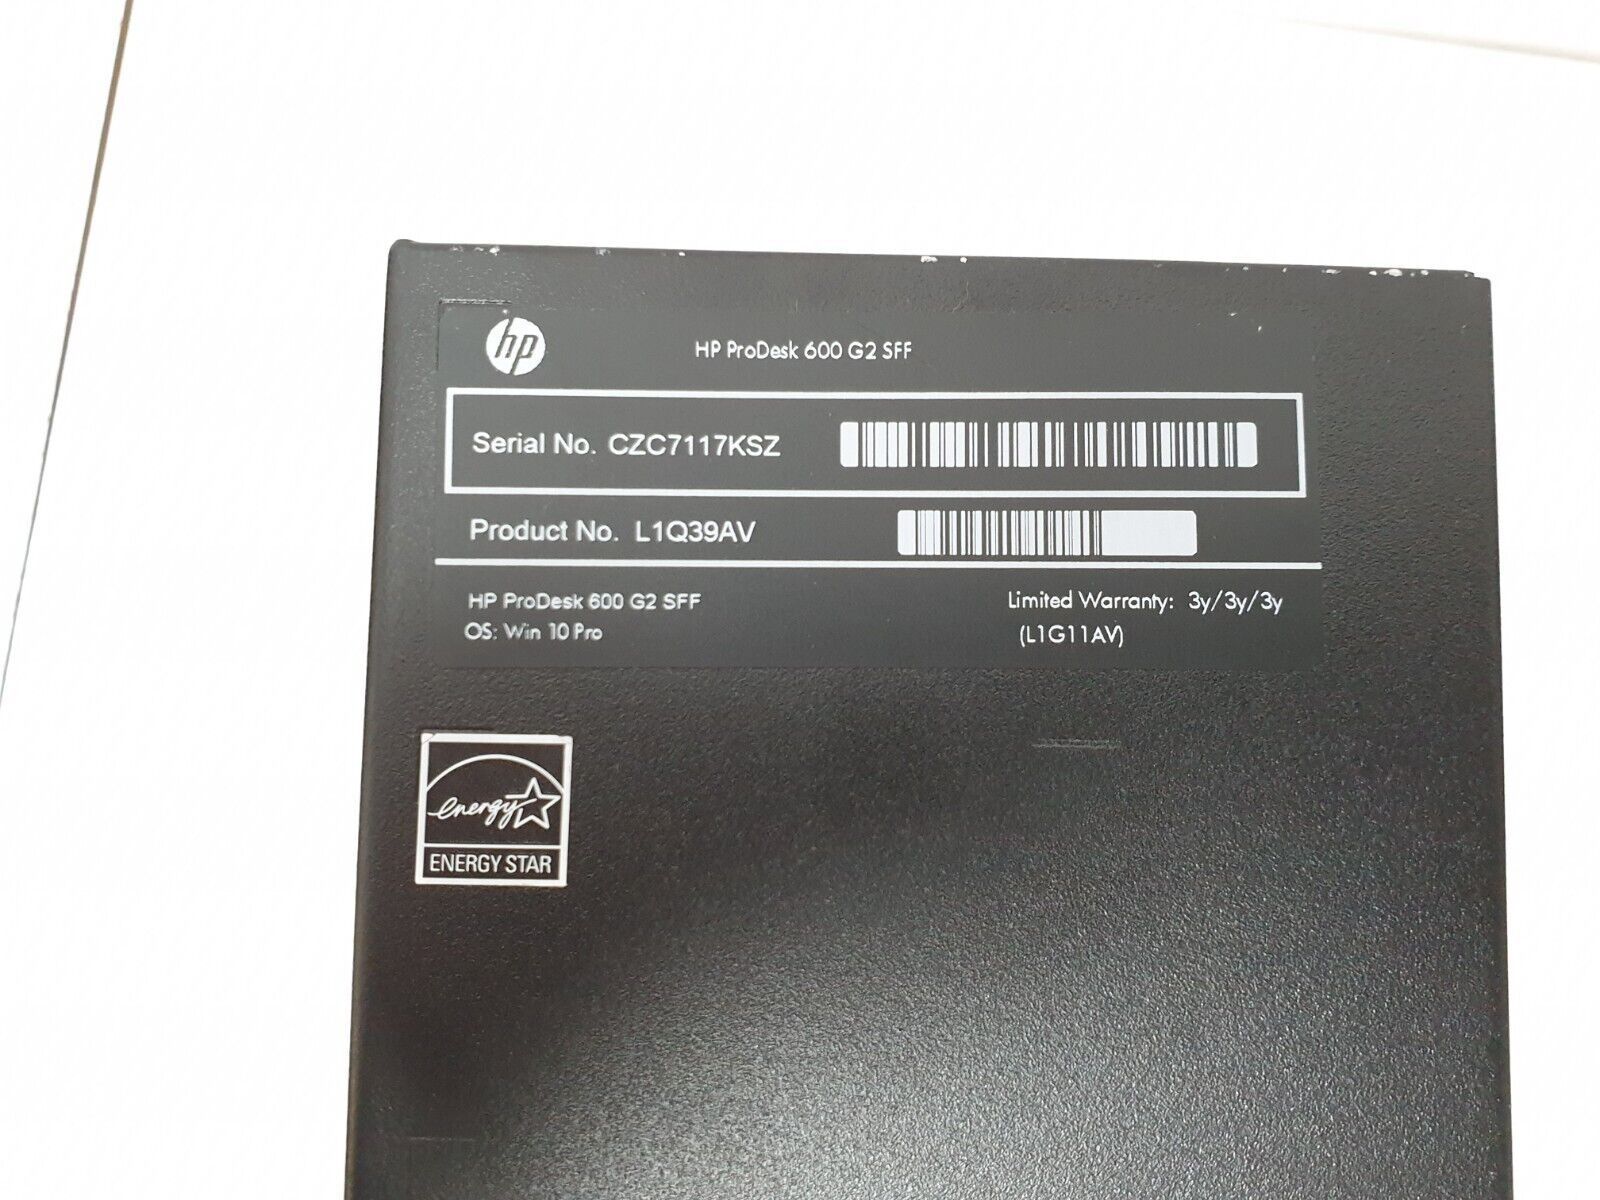 hp
HP ProDesk 600 G2 SFF
Serial No. CZC7117KSZ
Product No. L1Q39AV
HP ProDesk 600 G2 SFF
OS: Win 10 Pro
Limited Warranty: 3y/3y/3y
(L1G11AV)
energy
ENERGY STAR